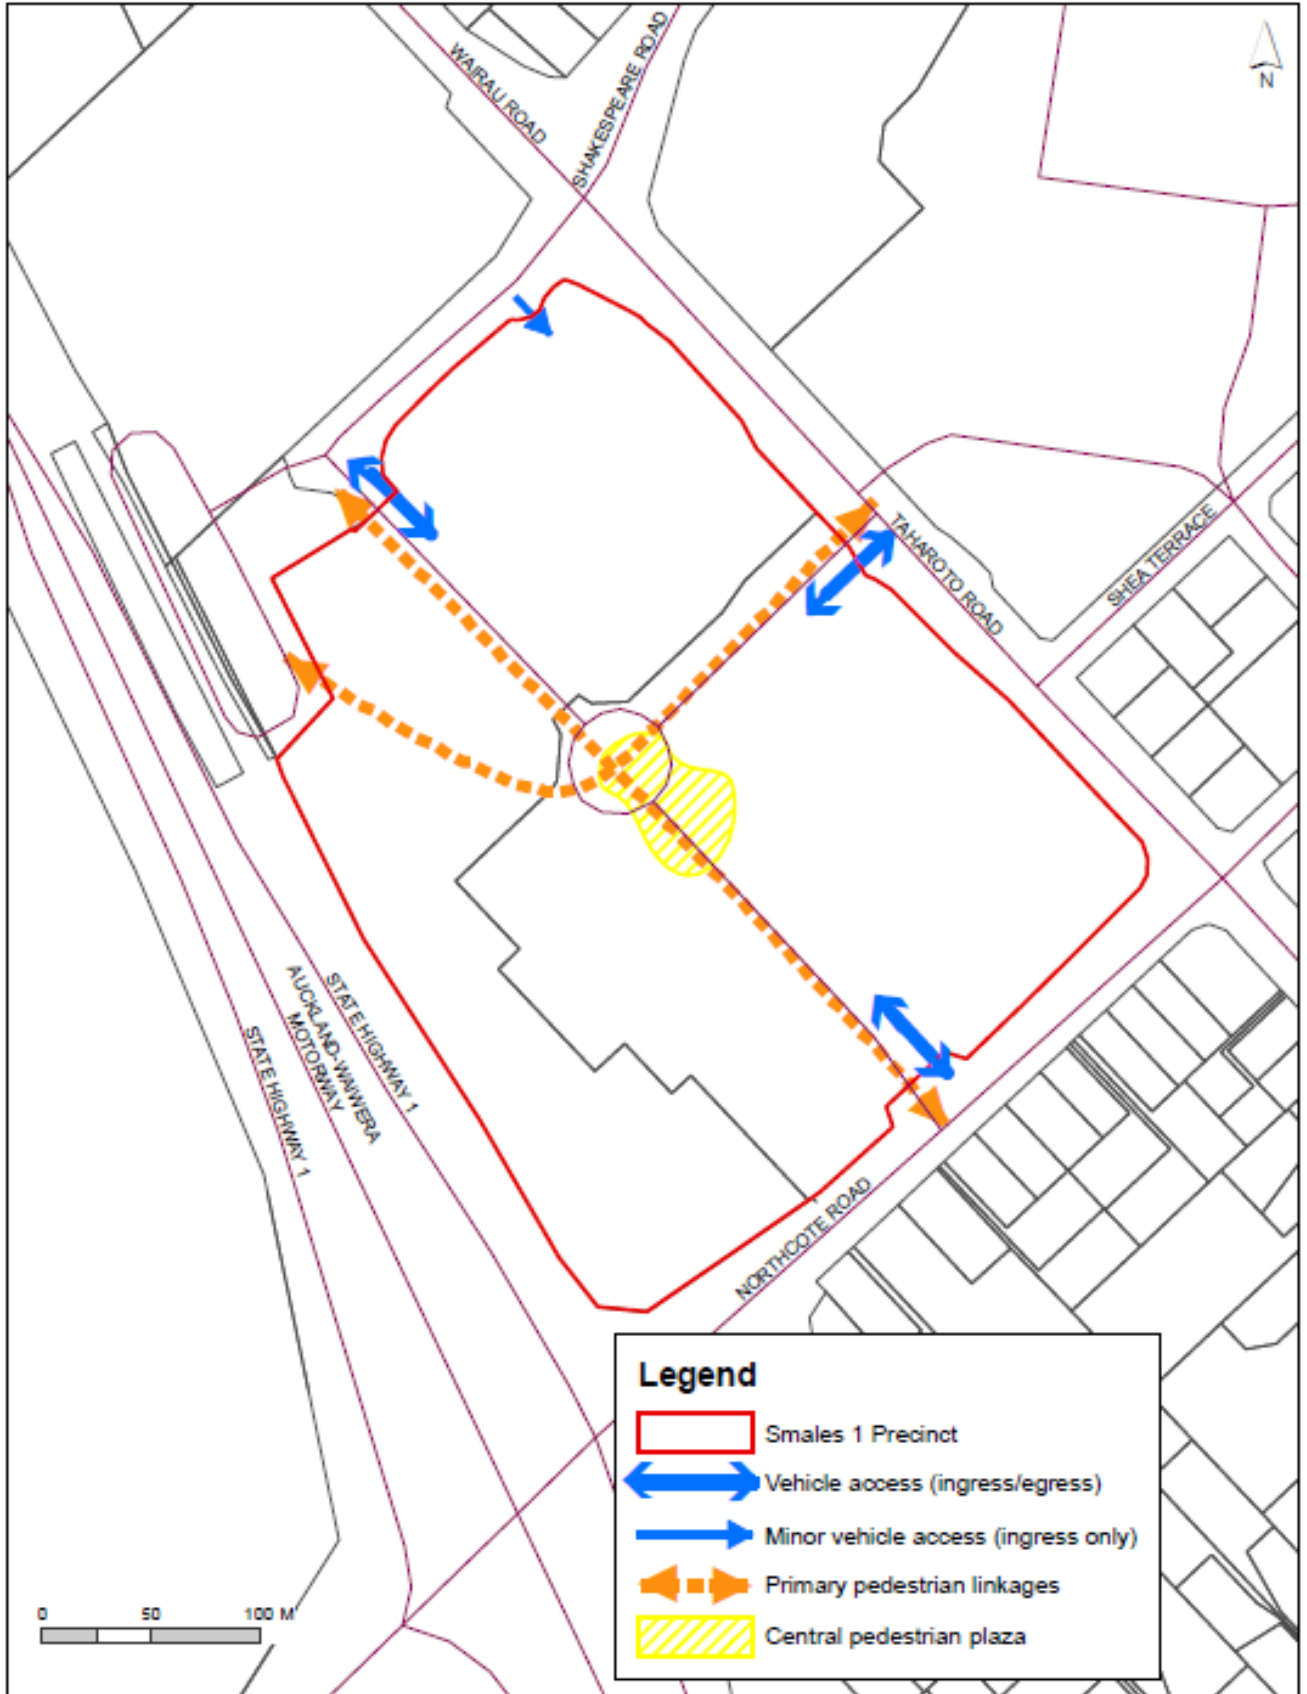 N
WAIRAU ROAD
SHAKESPEARE ROAD
TAHAROTO ROAD
SHEA TERRACE
STATE HIGHWAY 1
AUCKLAND-WAIWERA
MOTORWAY
STATE HIGHWAY 1
NORTHCOTE ROAD
Legend
Smales 1 Precinct
Vehicle access (ingress/egress)
Minor vehicle access (ingress only)
Primary pedestrian linkages
Central pedestrian plaza
0 50 100 M